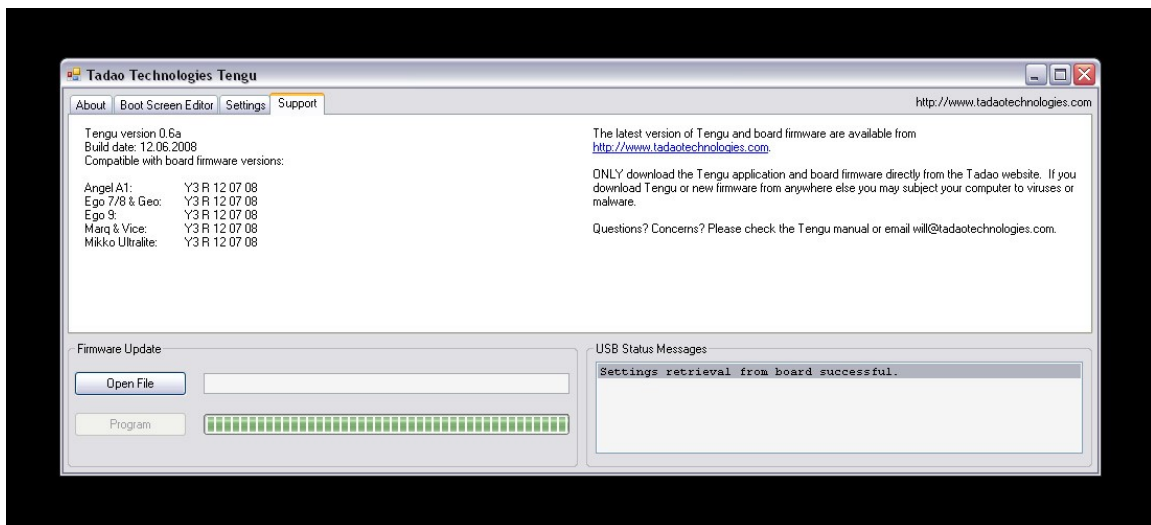 Tadao Technologies Tengu
About
Boot Screen Editor
Settings
Support
http://www.tadaotechnologies.com
Tengu version 0.6a
Build date: 12.06.2008
Compatible with board firmware versions:
Angel A1: Y3 R 12 07 08
Ego 7/8 & Geo: Y3 R 12 07 08
Ego 9: Y3 R 12 07 08
Marq & Vice: Y3 R 12 07 08
Mikko Ultralite: Y3 R 12 07 08
The latest version of Tengu and board firmware are available from
http://www.tadaotechnologies.com.
ONLY download the Tengu application and board firmware directly from the Tadao website. If you
download Tengu or new firmware from anywhere else you may subject your computer to viruses or
malware.
Questions? Concerns? Please check the Tengu manual or email will@tadaotechnologies.com.
Firmware Update
Open File
Program
USB Status Messages
Settings retrieval from board successful.